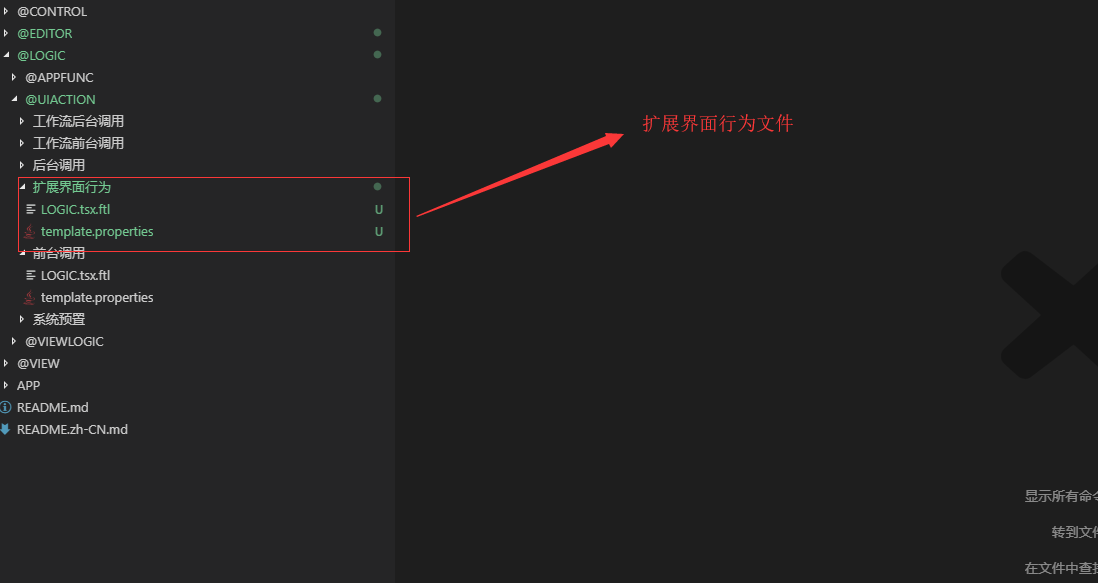 @CONTROL
@EDITOR
@LOGIC
@APPFUNC
@UIACTION
工作流后台调用
工作流前台调用
后台调用
扩展界面行为
LOGIC.tsx.ftl U
template.properties U
前台调用
LOGIC.tsx.ftl
template.properties
系统预置
@VIEWLOGIC
@VIEW
APP
README.md
README.zh-CN.md
扩展界面行为文件
显示所有命令
转到文件
在文件中查找